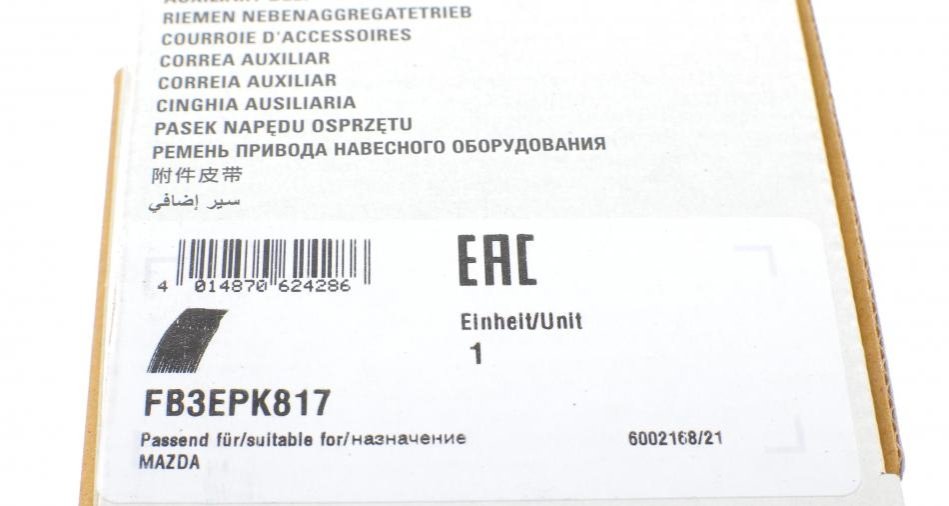 RIEMEN NEBENAGGREGATETRIEB
COURROIE D'ACCESSOIRES
CORREA AUXILIAR
CORREIA AUXILIAR
CINGHIA AUSILIARIA
PASEK NAPĘDU OSPRZĘTU
РЕМЕНЬ ПРИВОДА НАВЕСНОГО ОБОРУДОВАНИЯ
附件皮带
سير إضافي
4 014870 624286
EAC
Einheit/Unit
1
FB3EPK817
Passend für/suitable for/назначение
6002168/21
MAZDA